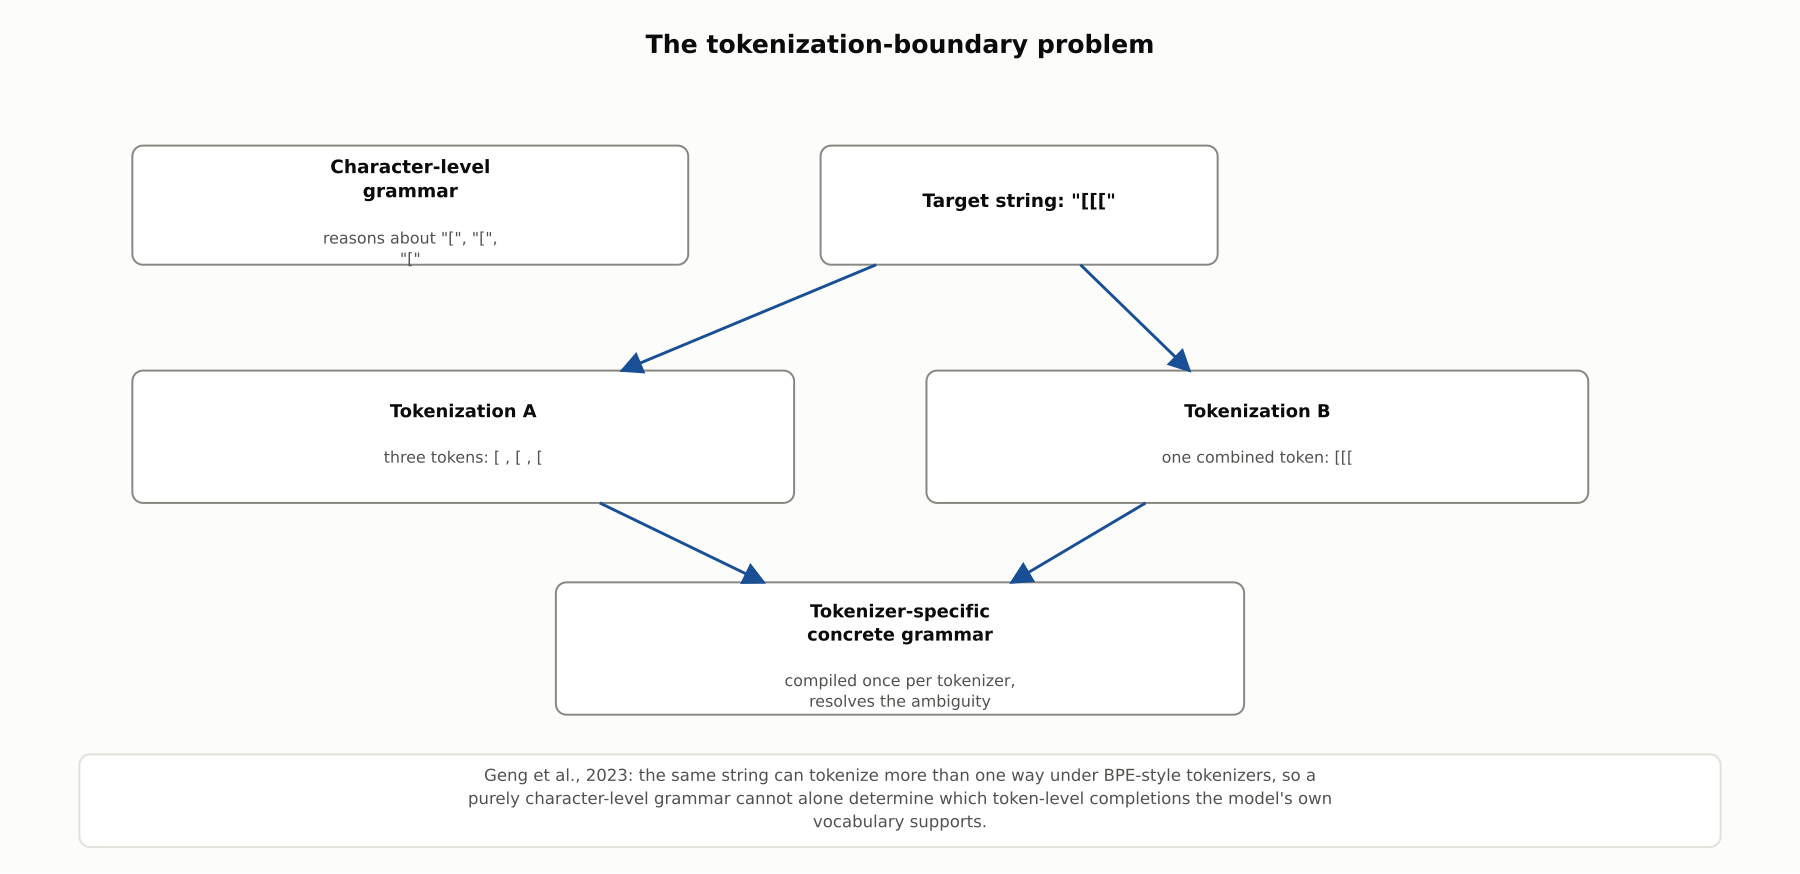 The tokenization-boundary problem
Character-level
grammar
reasons about "[", "[",
"["
Target string: "[[["
Tokenization A
three tokens: [ , [ , [
Tokenization B
one combined token: [[[
Tokenizer-specific
concrete grammar
compiled once per tokenizer,
resolves the ambiguity
Geng et al., 2023: the same string can tokenize more than one way under BPE-style tokenizers, so a
purely character-level grammar cannot alone determine which token-level completions the model's own
vocabulary supports.